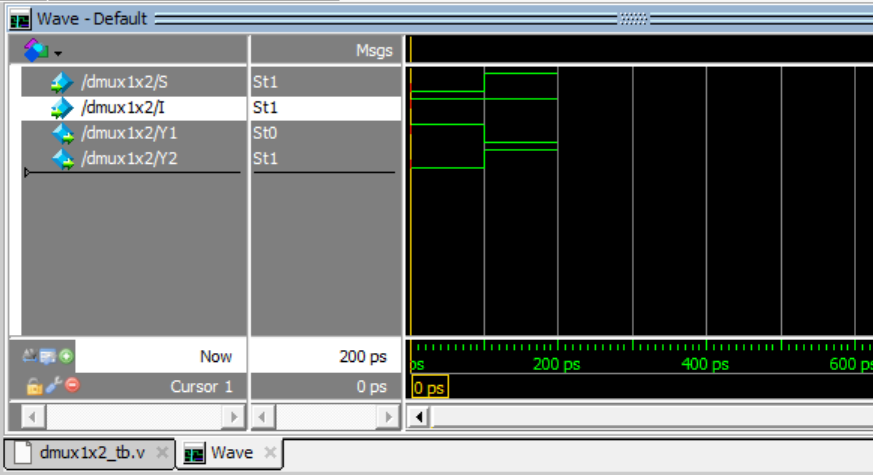 Wave - Default
Msgs
/dmux1x2/S St1
/dmux1x2/I St1
/dmux1x2/Y1 St0
/dmux1x2/Y2 St1
Now 200 ps ps 200 ps 400 ps 600 ps
Cursor 1 0 ps 0 ps
dmux1x2_tb.v Wave